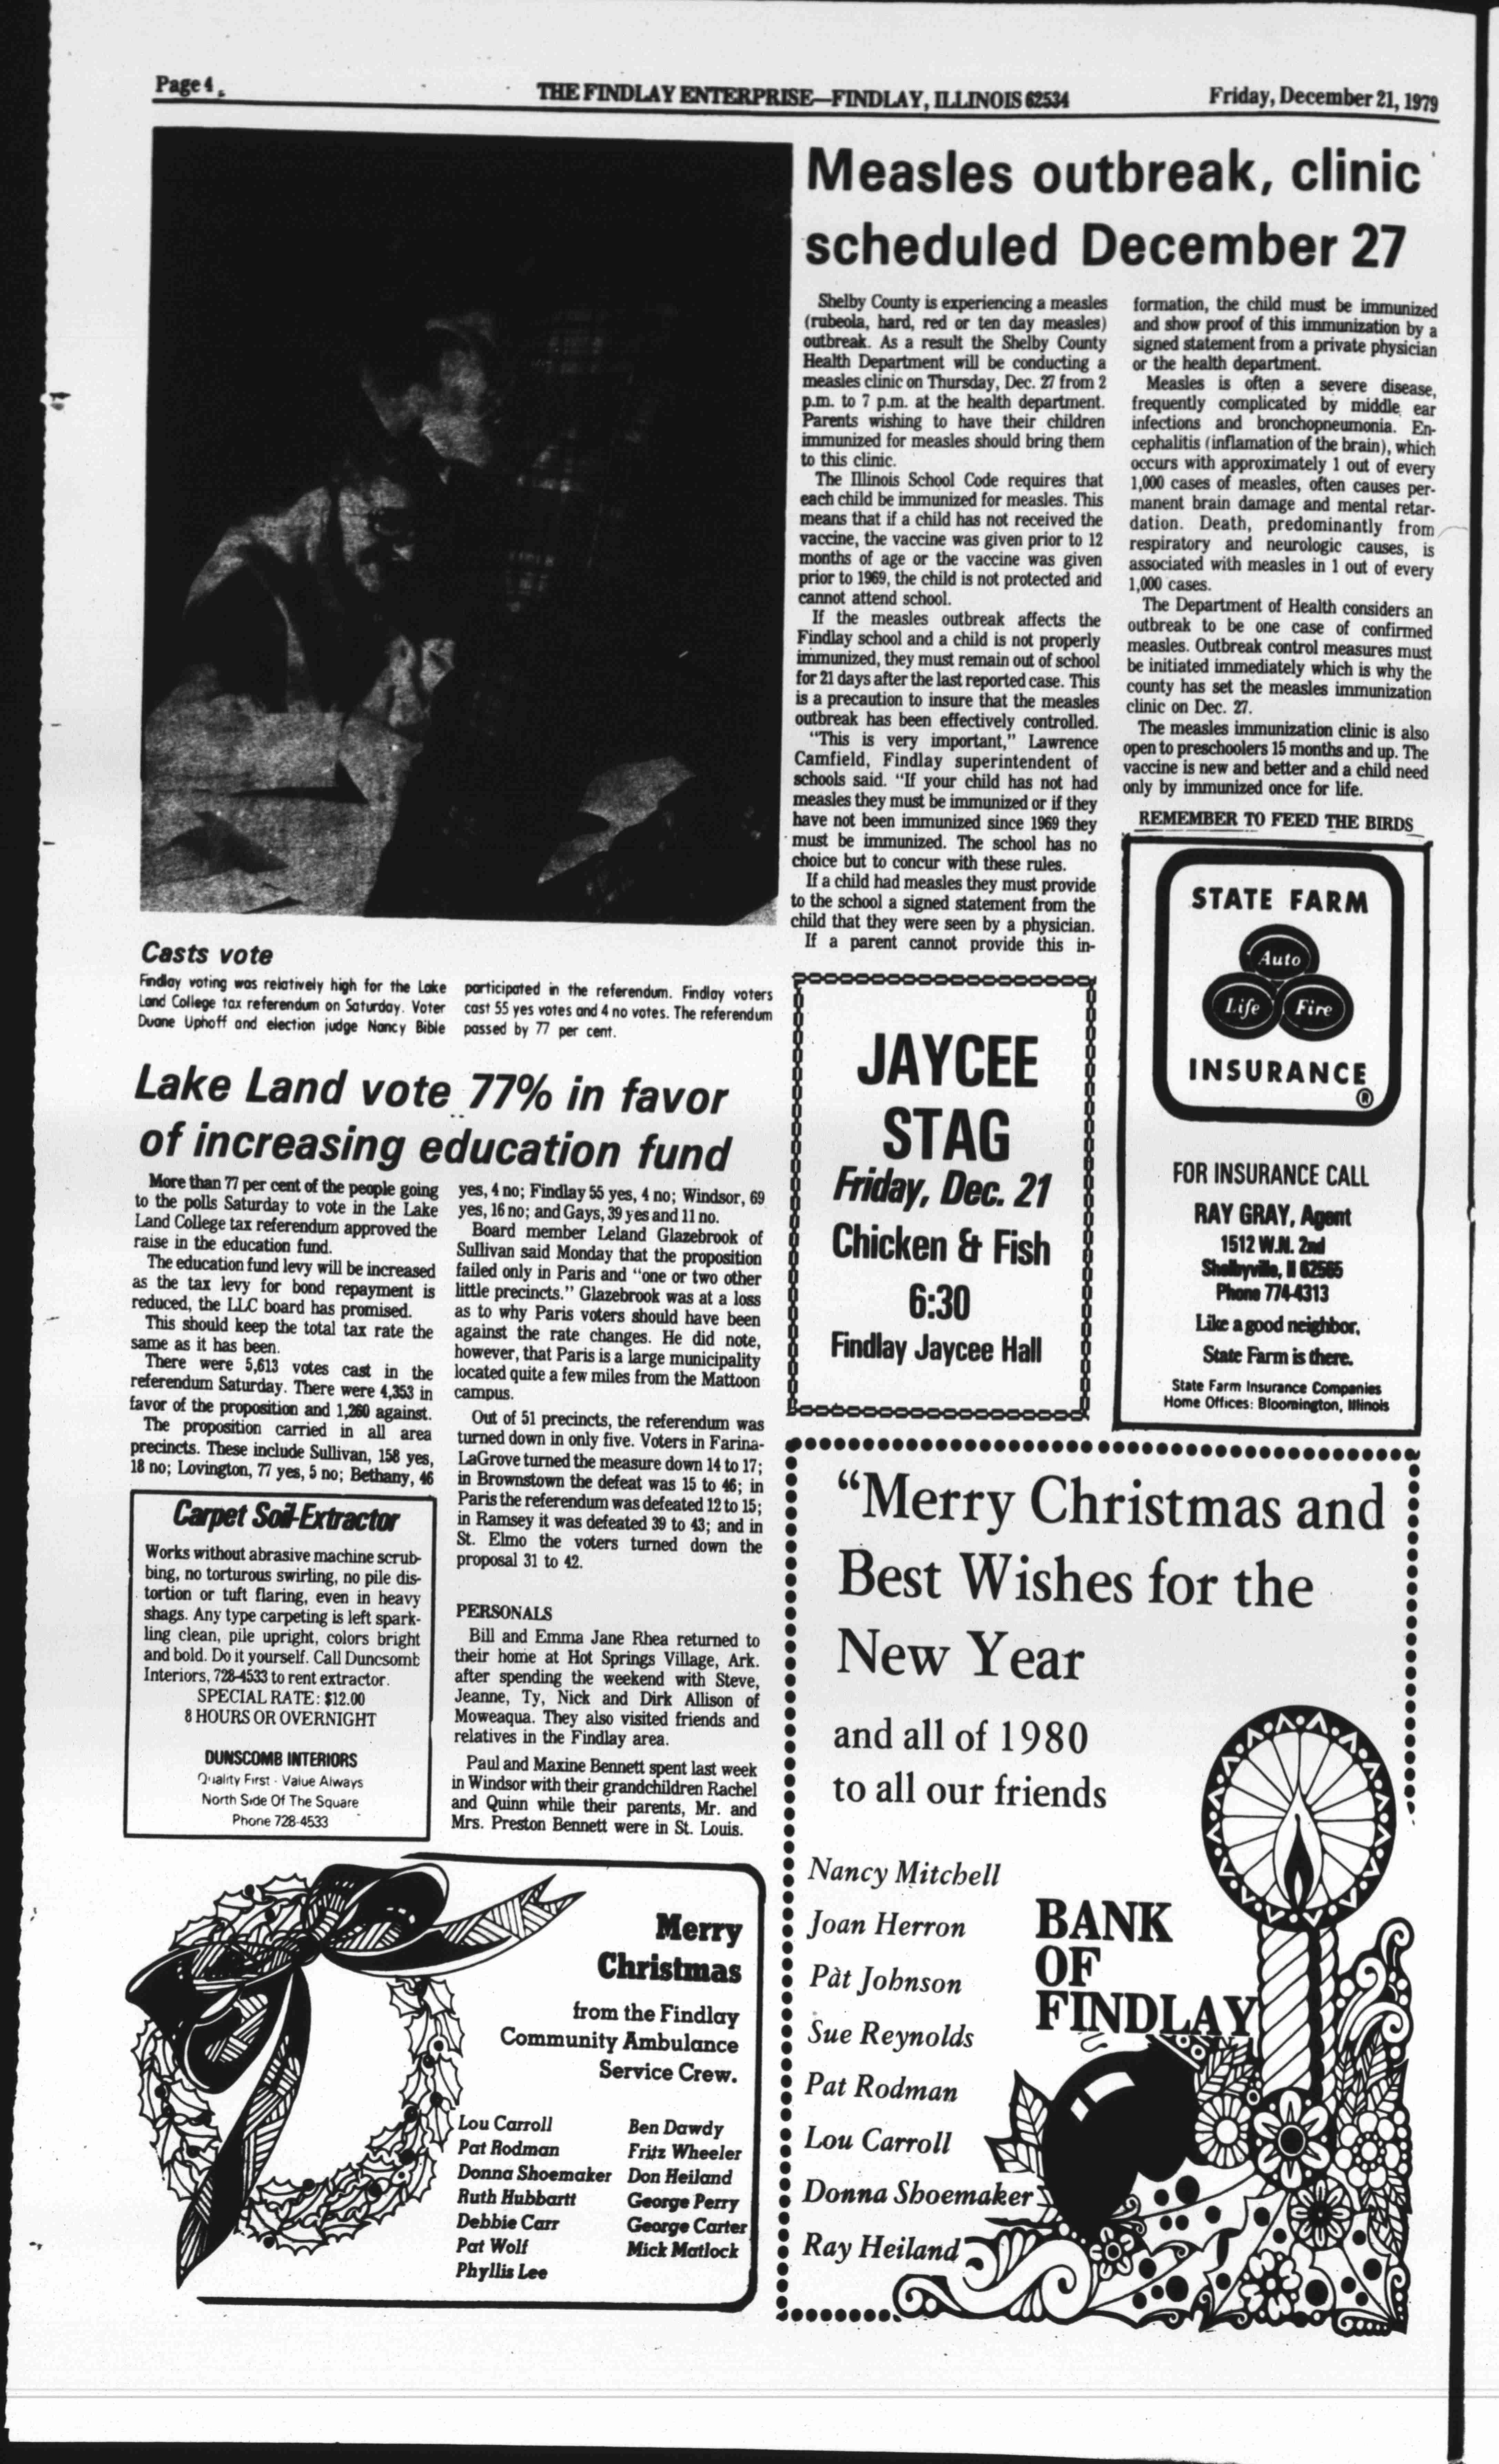 Page 4
THE FINDLAY ENTERPRISE—FINDLAY, ILLINOIS 62534
Friday, December 21, 1979
Casts vote
Findlay voting was relatively high for the Lake
Land College tax referendum on Saturday. Voter
Duane Uphoff and election judge Nancy Bible
participated in the referendum. Findlay voters
cast 55 yes votes and 4 no votes. The referendum
passed by 77 per cent.
Lake Land vote 77% in favor
of increasing education fund
More than 77 per cent of the people going
to the polls Saturday to vote in the Lake
Land College tax referendum approved the
raise in the education fund.
The education fund levy will be increased
as the tax levy for bond repayment is
reduced, the LLC board has promised.
This should keep the total tax rate the
same as it has been.
There were 5,613 votes cast in the
referendum Saturday. There were 4,353 in
favor of the proposition and 1,260 against.
The proposition carried in all area
precincts. These include Sullivan, 158 yes,
18 no; Lovington, 77 yes, 5 no; Bethany, 46
yes, 4 no; Findlay 55 yes, 4 no; Windsor, 69
yes, 16 no; and Gays, 39 yes and 11 no.
Board member Leland Glazebrook of
Sullivan said Monday that the proposition
failed only in Paris and "one or two other
little precincts." Glazebrook was at a loss
as to why Paris voters should have been
against the rate changes. He did note,
however, that Paris is a large municipality
located quite a few miles from the Mattoon
campus.
Out of 51 precincts, the referendum was
turned down in only five. Voters in Farina-
LaGrove turned the measure down 14 to 17;
in Brownstown the defeat was 15 to 46; in
Paris the referendum was defeated 12 to 15;
in Ramsey it was defeated 39 to 43; and in
St. Elmo the voters turned down the
proposal 31 to 42.
PERSONALS
Bill and Emma Jane Rhea returned to
their home at Hot Springs Village, Ark.
after spending the weekend with Steve,
Jeanne, Ty, Nick and Dirk Allison of
Moweaqua. They also visited friends and
relatives in the Findlay area.
Paul and Maxine Bennett spent last week
in Windsor with their grandchildren Rachel
and Quinn while their parents, Mr. and
Mrs. Preston Bennett were in St. Louis.
Carpet Soil-Extractor
Works without abrasive machine scrub-
bing, no torturous swirling, no pile dis-
tortion or tuft flaring, even in heavy
shags. Any type carpeting is left spark-
ling clean, pile upright, colors bright
and bold. Do it yourself. Call Duncsomb
Interiors, 728-4533 to rent extractor.
SPECIAL RATE: $12.00
8 HOURS OR OVERNIGHT
DUNSCOMB INTERIORS
Quality First - Value Always
North Side Of The Square
Phone 728-4533
Merry
Christmas
from the Findlay
Community Ambulance
Service Crew.
Lou Carroll
Pat Rodman
Donna Shoemaker
Ruth Hubbartt
Debbie Carr
Pat Wolf
Phyllis Lee
Ben Dawdy
Fritz Wheeler
Don Heiland
George Perry
George Carter
Mick Matlock
Measles outbreak, clinic
scheduled December 27
Shelby County is experiencing a measles
(rubeola, hard, red or ten day measles)
outbreak. As a result the Shelby County
Health Department will be conducting a
measles clinic on Thursday, Dec. 27 from 2
p.m. to 7 p.m. at the health department.
Parents wishing to have their children
immunized for measles should bring them
to this clinic.
The Illinois School Code requires that
each child be immunized for measles. This
means that if a child has not received the
vaccine, the vaccine was given prior to 12
months of age or the vaccine was given
prior to 1969, the child is not protected and
cannot attend school.
If the measles outbreak affects the
Findlay school and a child is not properly
immunized, they must remain out of school
for 21 days after the last reported case. This
is a precaution to insure that the measles
outbreak has been effectively controlled.
"This is very important," Lawrence
Camfield, Findlay superintendent of
schools said. "If your child has not had
measles they must be immunized or if they
have not been immunized since 1969 they
must be immunized. The school has no
choice but to concur with these rules.
If a child had measles they must provide
to the school a signed statement from the
child that they were seen by a physician.
If a parent cannot provide this in-
formation, the child must be immunized
and show proof of this immunization by a
signed statement from a private physician
or the health department.
Measles is often a severe disease,
frequently complicated by middle ear
infections and bronchopneumonia. En-
cephalitis (inflamation of the brain), which
occurs with approximately 1 out of every
1,000 cases of measles, often causes per-
manent brain damage and mental retar-
dation. Death, predominantly from
respiratory and neurologic causes, is
associated with measles in 1 out of every
1,000 cases.
The Department of Health considers an
outbreak to be one case of confirmed
measles. Outbreak control measures must
be initiated immediately which is why the
county has set the measles immunization
clinic on Dec. 27.
The measles immunization clinic is also
open to preschoolers 15 months and up. The
vaccine is new and better and a child need
only by immunized once for life.
REMEMBER TO FEED THE BIRDS
JAYCEE
STAG
Friday, Dec. 21
Chicken & Fish
6:30
Findlay Jaycee Hall
STATE FARM
Auto
Life Fire
INSURANCE
®
FOR INSURANCE CALL
RAY GRAY, Agent
1512 W.N. 2nd
Shelbyville, Il 62565
Phone 774-4313
Like a good neighbor,
State Farm is there.
State Farm Insurance Companies
Home Offices: Bloomington, Illinois
"Merry Christmas and
Best Wishes for the
New Year
and all of 1980
to all our friends
Nancy Mitchell
Joan Herron
Pat Johnson
Sue Reynolds
Pat Rodman
Lou Carroll
Donna Shoemaker
Ray Heiland
BANK
OF
FINDLAY